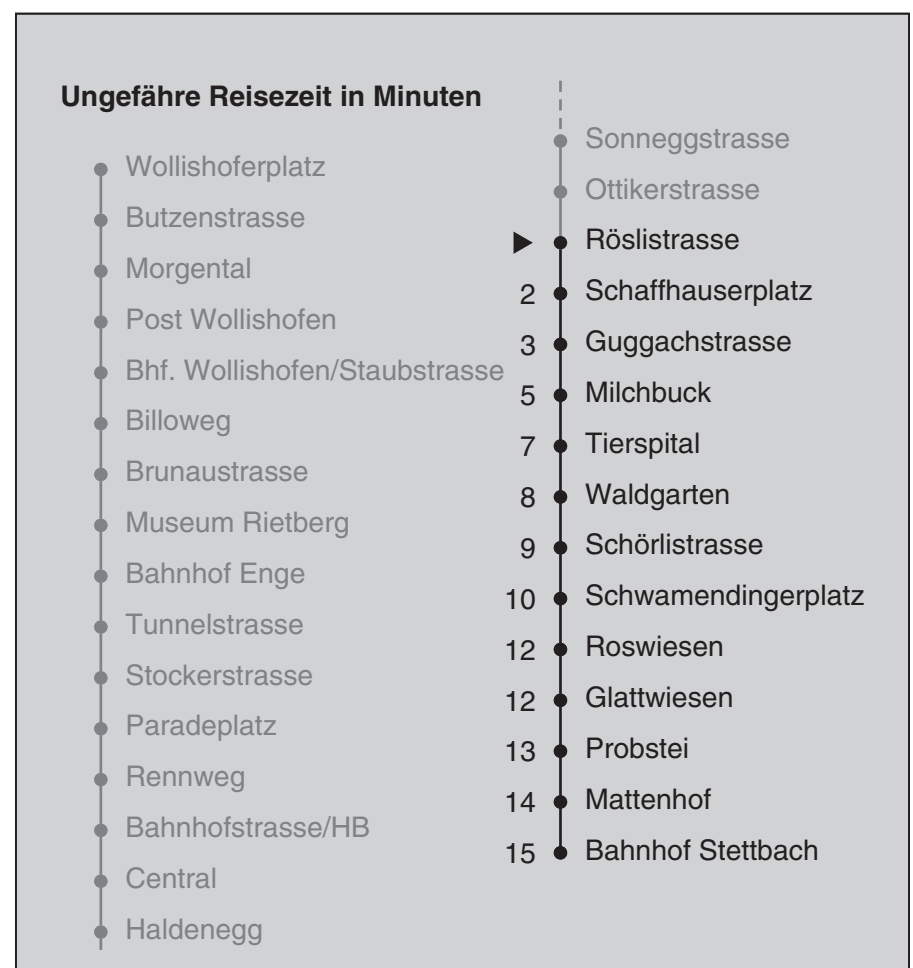 Ungefähre Reisezeit in Minuten
Wollishoferplatz
Butzenstrasse
Morgental
Post Wollishofen
Bhf. Wollishofen/Staubstrasse
Billoweg
Brunaustrasse
Museum Rietberg
Bahnhof Enge
Tunnelstrasse
Stockerstrasse
Paradeplatz
Rennweg
Bahnhofstrasse/HB
Central
Haldenegg
Sonneggstrasse
Ottikerstrasse
Röslistrasse
2 Schaffhauserplatz
3 Guggachstrasse
5 Milchbuck
7 Tierspital
8 Waldgarten
9 Schörlistrasse
10 Schwamendingerplatz
12 Roswiesen
12 Glattwiesen
13 Probstei
14 Mattenhof
15 Bahnhof Stettbach